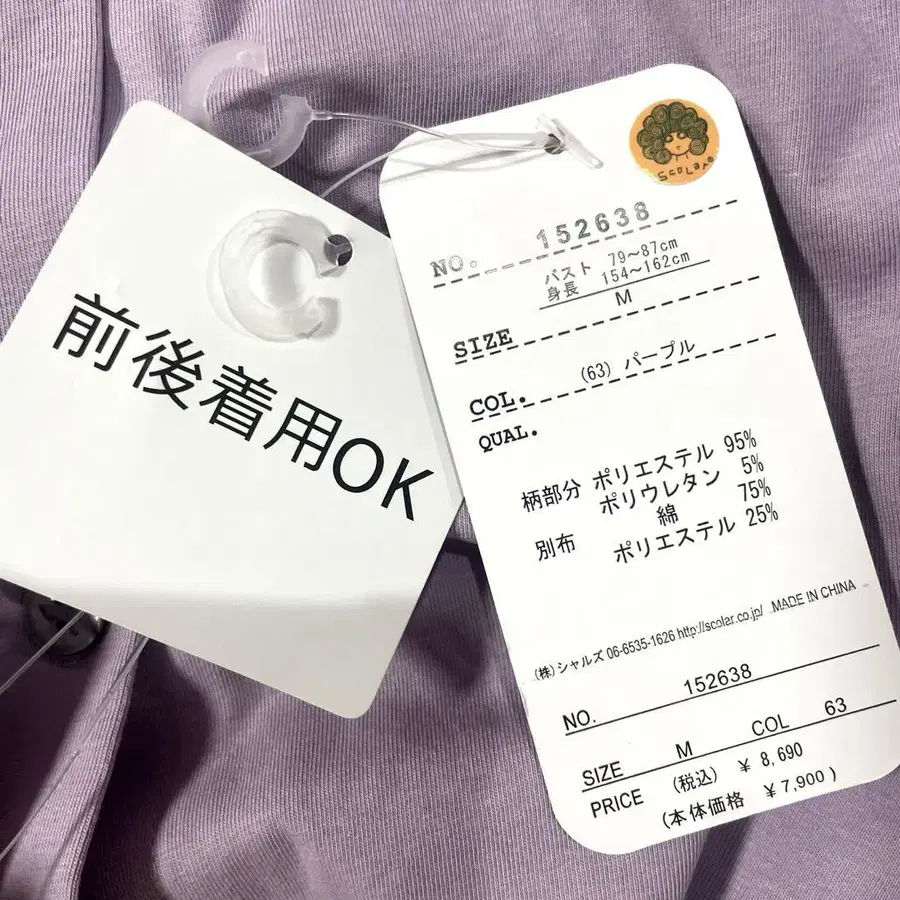 前後着用OK
ScoLar
NO. 152638
バスト 79～87cm
身長 154～162cm
SIZE M
COL. (63) パープル
QUAL.
柄部分 ポリエステル 95%
ポリウレタン 5%
別布 綿 75%
ポリエステル 25%
(株)シャルズ 06-6535-1626 http://scolar.co.jp/ MADE IN CHINA
NO. 152638
SIZE M COL 63
PRICE (税込) ¥ 8,690
(本体価格 ¥7,900)